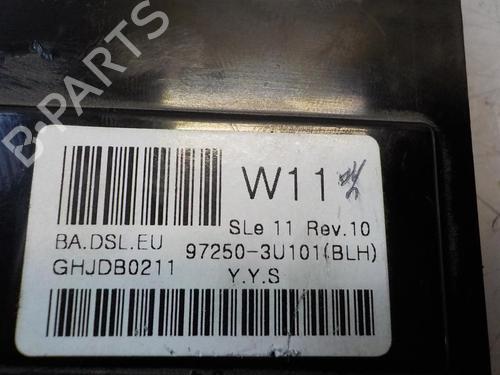 B-PARTS
W11
SLe 11 Rev.10
BA.DSL.EU 97250-3U101(BLH)
GHJDB0211 Y.Y.S